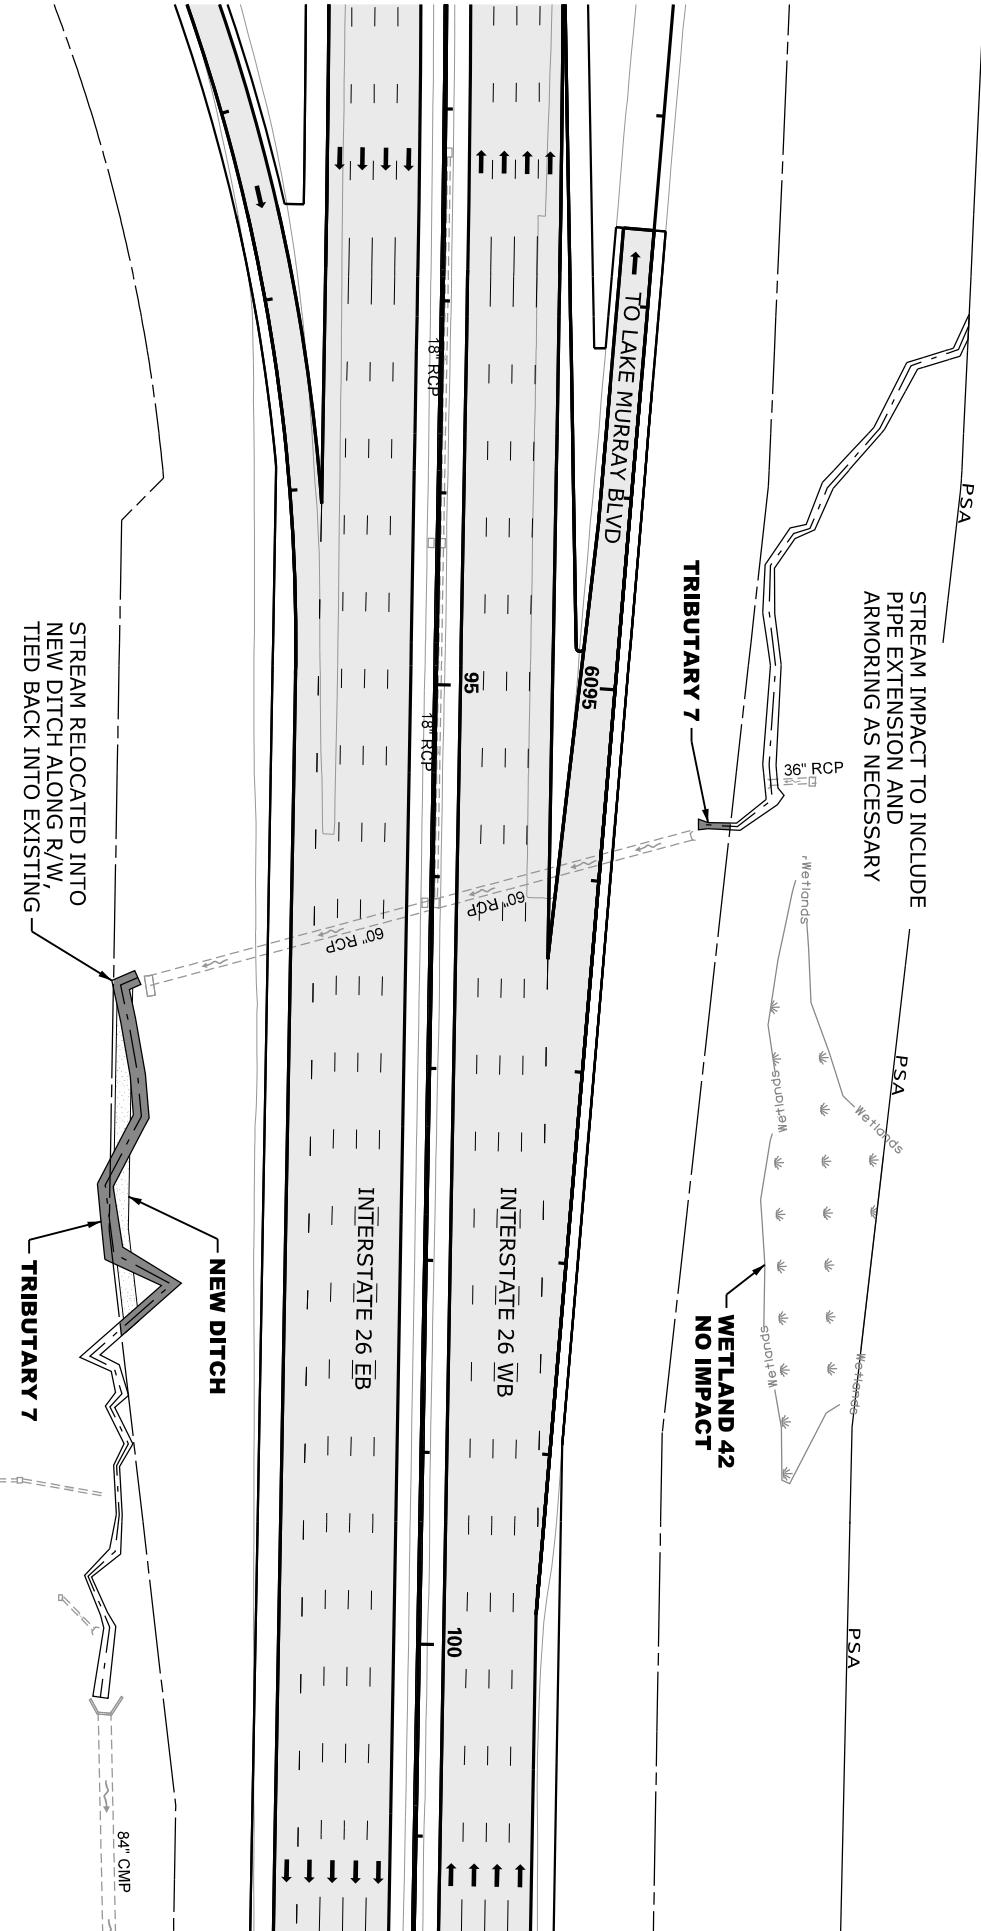 18" RCP
TO LAKE MURRAY BLVD
PSA
STREAM IMPACT TO INCLUDE
PIPE EXTENSION AND
ARMORING AS NECESSARY
TRIBUTARY 7
6095
95
18" RCP
36" RCP
STREAM RELOCATED INTO
NEW DITCH ALONG R/W,
TIED BACK INTO EXISTING
60" RCP
60" RCP
Wetlands
Wetlands
Wetlands
PSA
INTERSTATE 26 EB
INTERSTATE 26 WB
NEW DITCH
TRIBUTARY 7
WETLAND 42
NO IMPACT
Wetlands
Wetlands
100
PSA
84" CMP